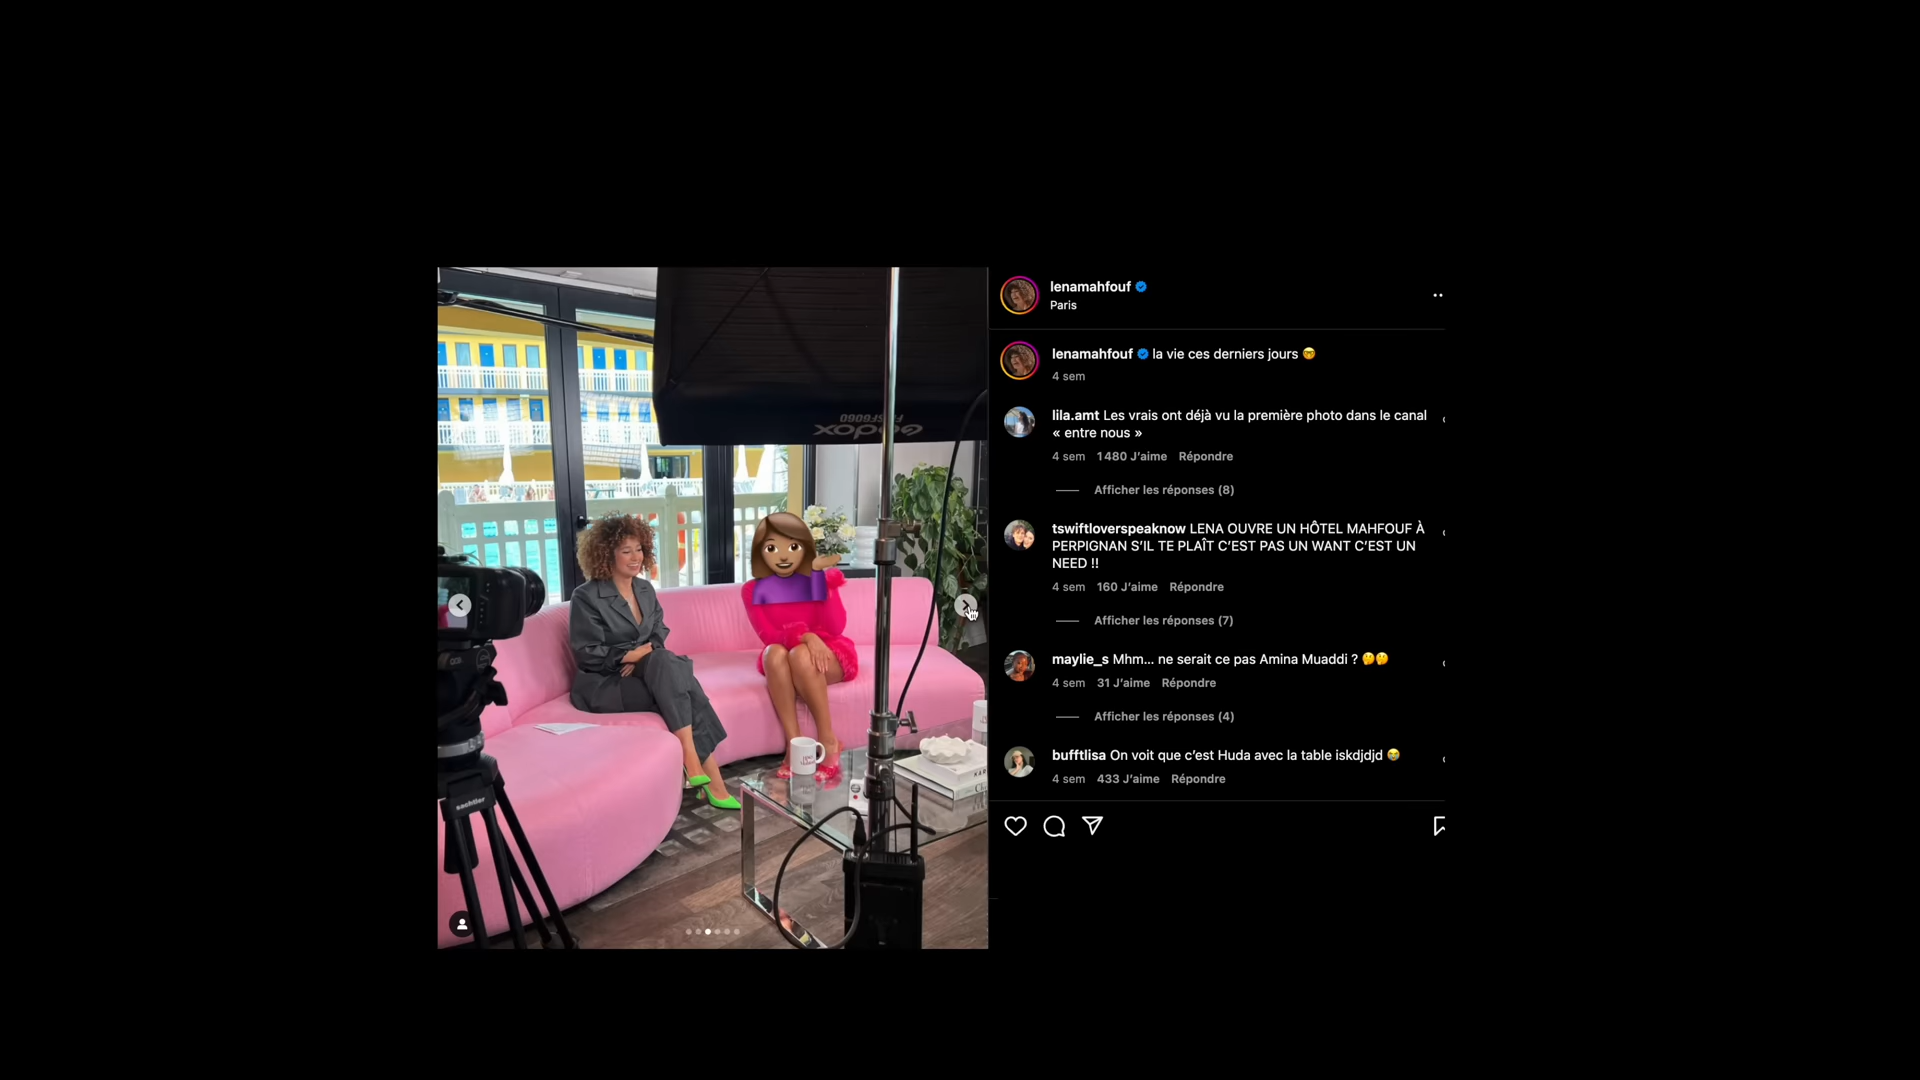 lenamahfouf
Paris
lenamahfouf la vie ces derniers jours 🤓
4 sem
lila.amt Les vrais ont déjà vu la première photo dans le canal
« entre nous »
4 sem 1 480 J’aime Répondre
Afficher les réponses (8)
tswiftloverspeaknow LENA OUVRE UN HÔTEL MAHFOUF À
PERPIGNAN S’IL TE PLAÎT C’EST PAS UN WANT C’EST UN
NEED !!
4 sem 160 J’aime Répondre
Afficher les réponses (7)
maylie_s Mhm... ne serait ce pas Amina Muaddi ? 🤔🤔
4 sem 31 J’aime Répondre
Afficher les réponses (4)
bufftlisa On voit que c’est Huda avec la table iskdjdjd 😭
4 sem 433 J’aime Répondre
Godox
sachtler